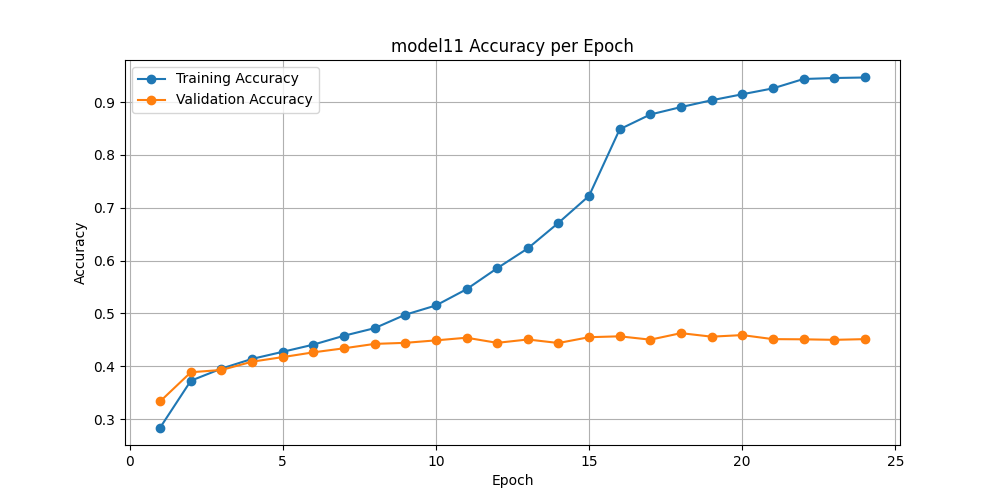 model11 Accuracy per Epoch
Training Accuracy
Validation Accuracy
0.9
0.8
0.7
0.6
0.5
0.4
0.3
Accuracy
0 5 10 15 20 25
Epoch